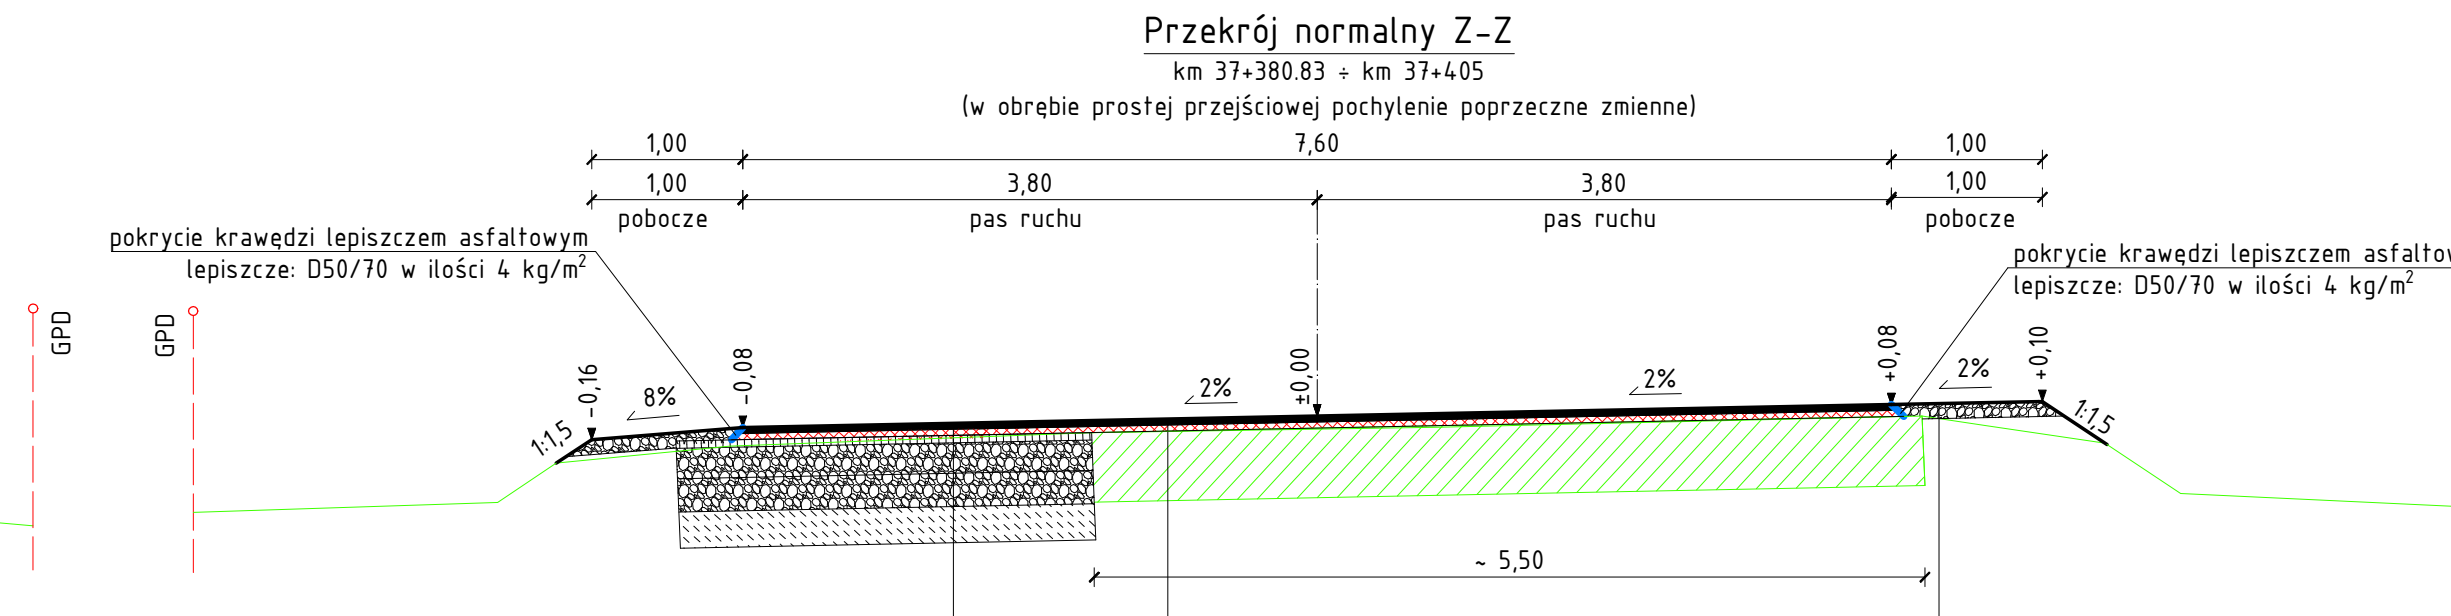 Przekrój normalny Z-Z
km 37+380.83 ÷ km 37+405
(w obrębie prostej przejściowej pochylenie poprzeczne zmienne)
1,00 7,60 1,00
1,00 3,80 3,80 1,00
pobocze pas ruchu pas ruchu pobocze
pokrycie krawędzi lepiszczem asfaltowym
lepiszcze: D50/70 w ilości 4 kg/m²
pokrycie krawędzi lepiszczem
lepiszcze: D50/70 w ilości 4 kg/m²
GPD
GPD
1:1,5
-0,16
8%
-0,08
2%
±0,00
2%
+0,08
2%
+0,10
1:1,5
~ 5,50